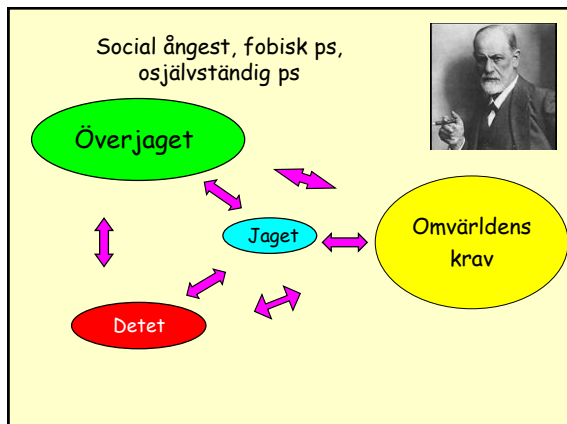 Social ångest, fobisk ps,
osjälvständig ps
Överjaget
Jaget
Omvärldens
krav
Detet